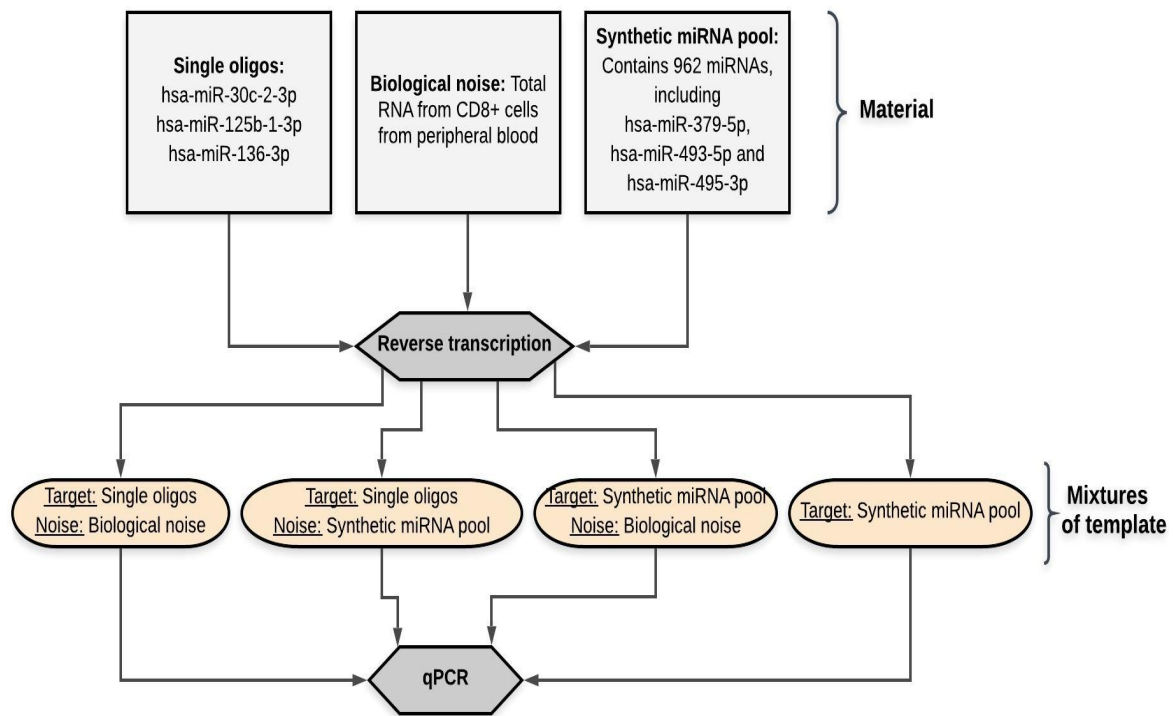 Single oligos:
hsa-miR-30c-2-3p
hsa-miR-125b-1-3p
hsa-miR-136-3p
Biological noise: Total
RNA from CD8+ cells
from peripheral blood
Synthetic miRNA pool:
Contains 962 miRNAs,
including
hsa-miR-379-5p,
hsa-miR-493-5p and
hsa-miR-495-3p
Material
Reverse transcription
Target: Single oligos
Noise: Biological noise
Target: Single oligos
Noise: Synthetic miRNA pool
Target: Synthetic miRNA pool
Noise: Biological noise
Target: Synthetic miRNA pool
Mixtures
of template
qPCR